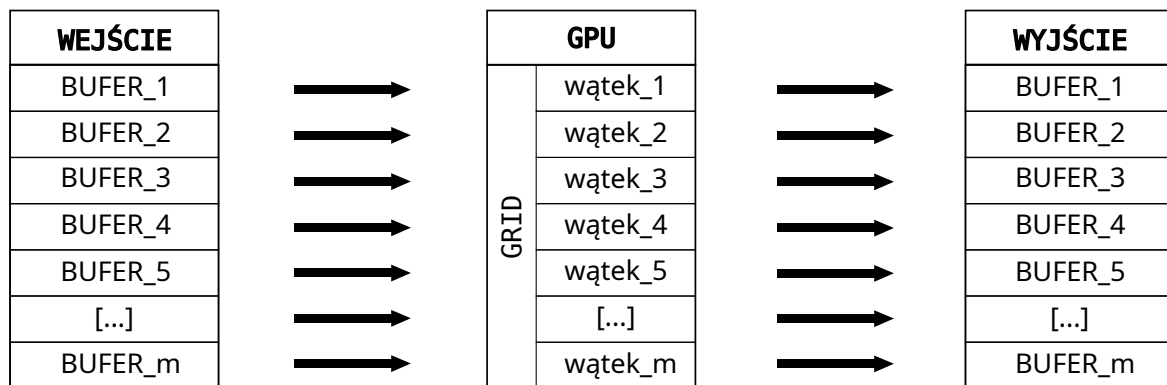 WEJŚCIE GPU WYJŚCIE
BUFER_1 wątek_1 BUFER_1
BUFER_2 wątek_2 BUFER_2
BUFER_3 wątek_3 BUFER_3
GRID
BUFER_4 wątek_4 BUFER_4
BUFER_5 wątek_5 BUFER_5
[...] [...] [...]
BUFER_m wątek_m BUFER_m